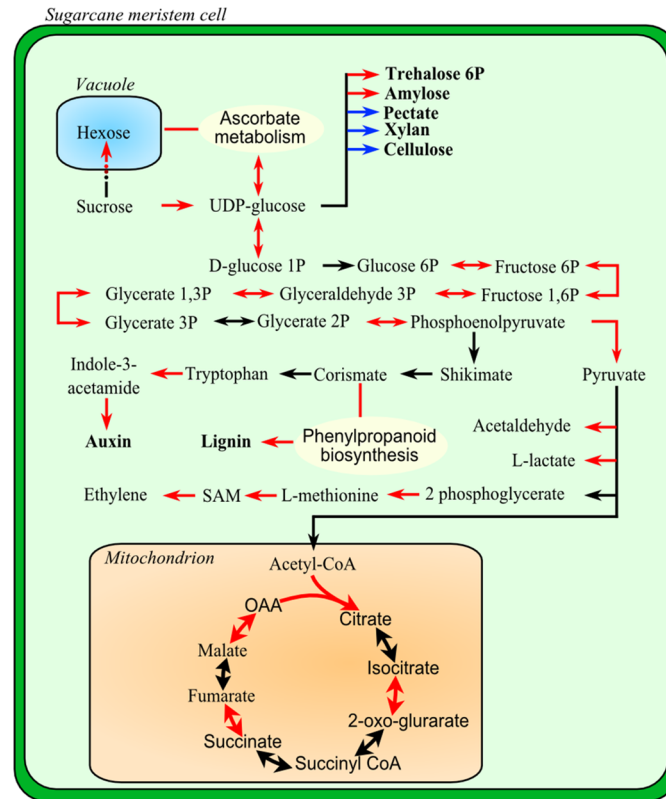 Sugarcane meristem cell
Vacuole
Hexose
Ascorbate
metabolism
Trehalose 6P
Amylose
Pectate
Xylan
Cellulose
Sucrose
UDP-glucose
D-glucose 1P
Glucose 6P
Fructose 6P
Glycerate 1,3P
Glyceraldehyde 3P
Fructose 1,6P
Glycerate 3P
Glycerate 2P
Phosphoenolpyruvate
Indole-3-
acetamide
Tryptophan
Corismate
Shikimate
Pyruvate
Auxin
Lignin
Phenylpropanoid
biosynthesis
Acetaldehyde
L-lactate
Ethylene
SAM
L-methionine
2 phosphoglycerate
Mitochondrion
Acetyl-CoA
OAA
Citrate
Malate
Isocitrate
Fumarate
2-oxo-glurarate
Succinate
Succinyl CoA